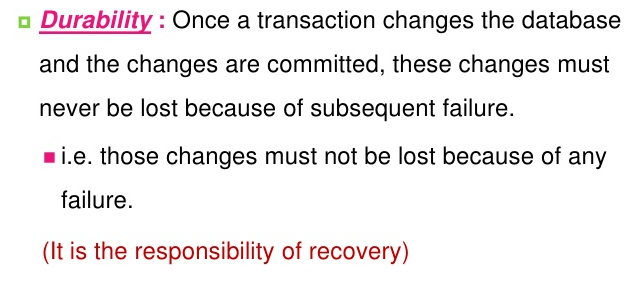 Durability : Once a transaction changes the database
and the changes are committed, these changes must
never be lost because of subsequent failure.
i.e. those changes must not be lost because of any
failure.
(It is the responsibility of recovery)